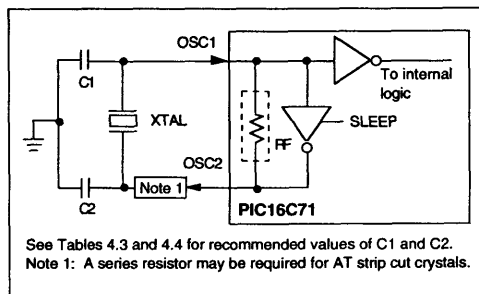 OSC1
C1
To internal
logic
XTAL
SLEEP
RF
OSC2
Note 1
C2
PIC16C71
See Tables 4.3 and 4.4 for recommended values of C1 and C2.
Note 1: A series resistor may be required for AT strip cut crystals.